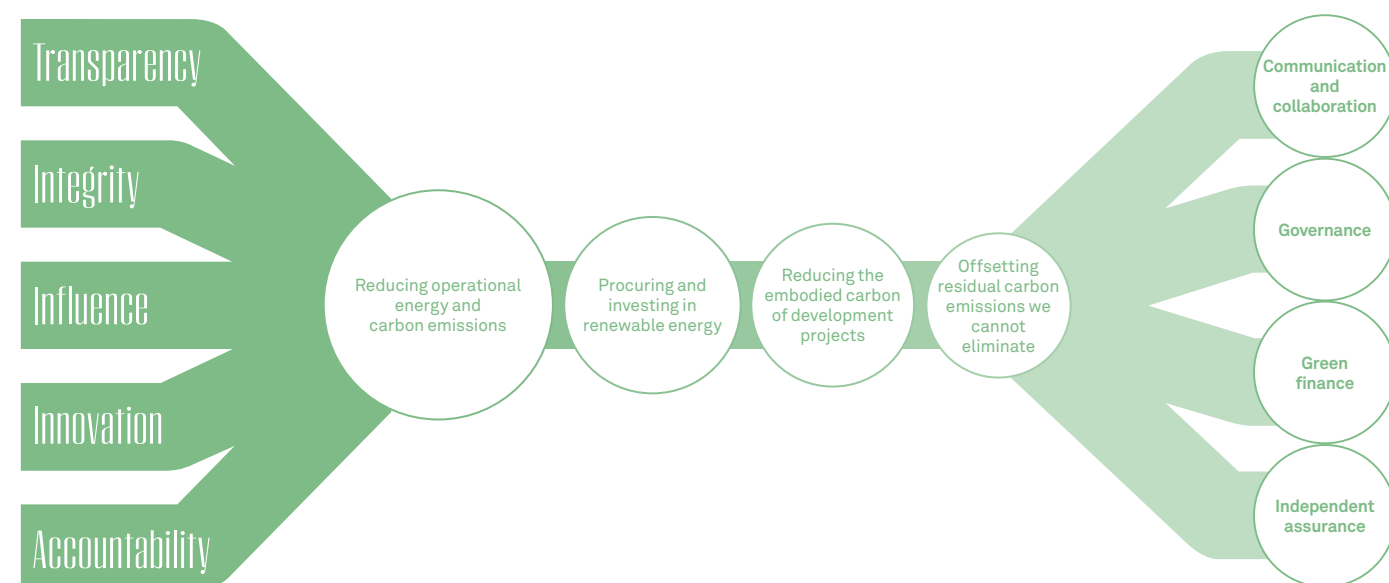 Transparency
Integrity
Influence
Innovation
Accountability
Reducing operational
energy and
carbon emissions
Procuring and
investing in
renewable energy
Reducing the
embodied carbon
of development
projects
Offsetting
residual carbon
emissions we
cannot
eliminate
Communication
and
collaboration
Governance
Green
finance
Independent
assurance